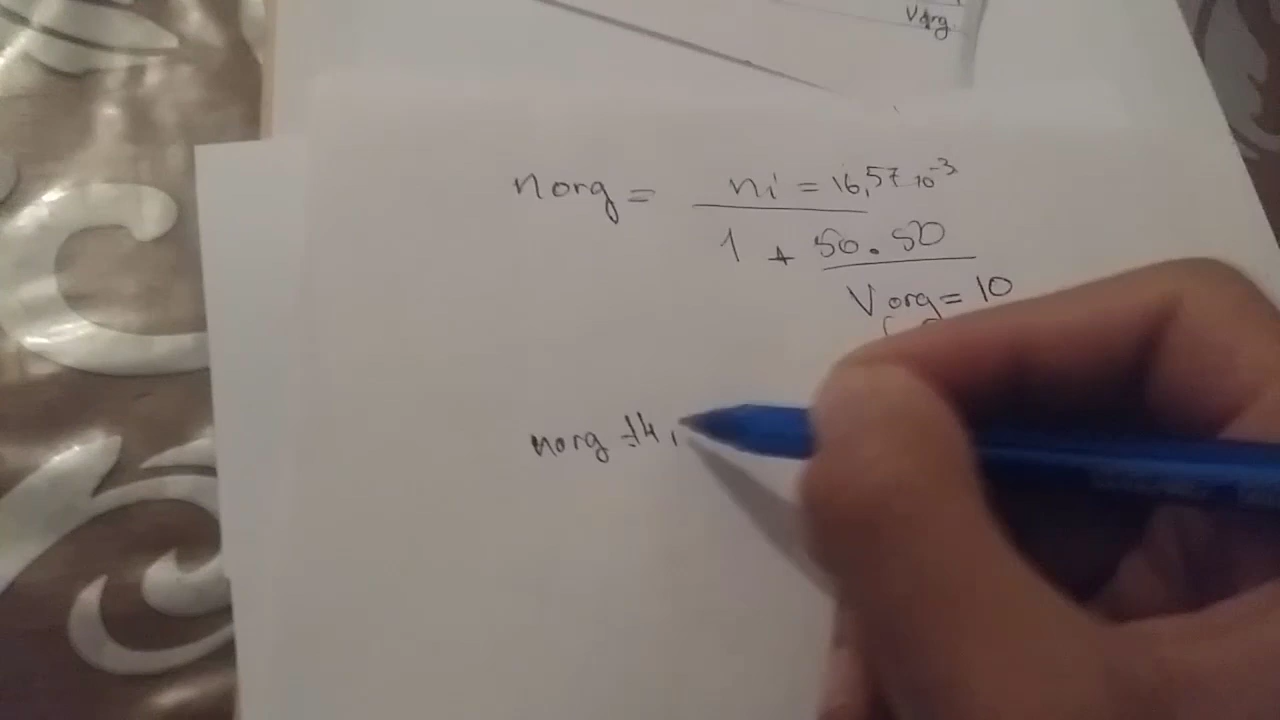 Vorg
norg = ni = 16,57 10-3
1 + 50 . 50
Vorg = 10
norg = 14,